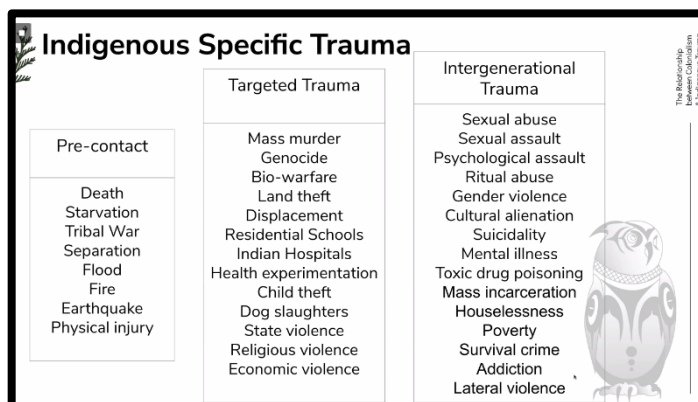 Indigenous Specific Trauma
Pre-contact
Death
Starvation
Tribal War
Separation
Flood
Fire
Earthquake
Physical injury
Targeted Trauma
Mass murder
Genocide
Bio-warfare
Land theft
Displacement
Residential Schools
Indian Hospitals
Health experimentation
Child theft
Dog slaughters
State violence
Religious violence
Economic violence
Intergenerational
Trauma
Sexual abuse
Sexual assault
Psychological assault
Ritual abuse
Gender violence
Cultural alienation
Suicidality
Mental illness
Toxic drug poisoning
Mass incarceration
Houselessness
Poverty
Survival crime
Addiction
Lateral violence
The Relationship
between Colonialism